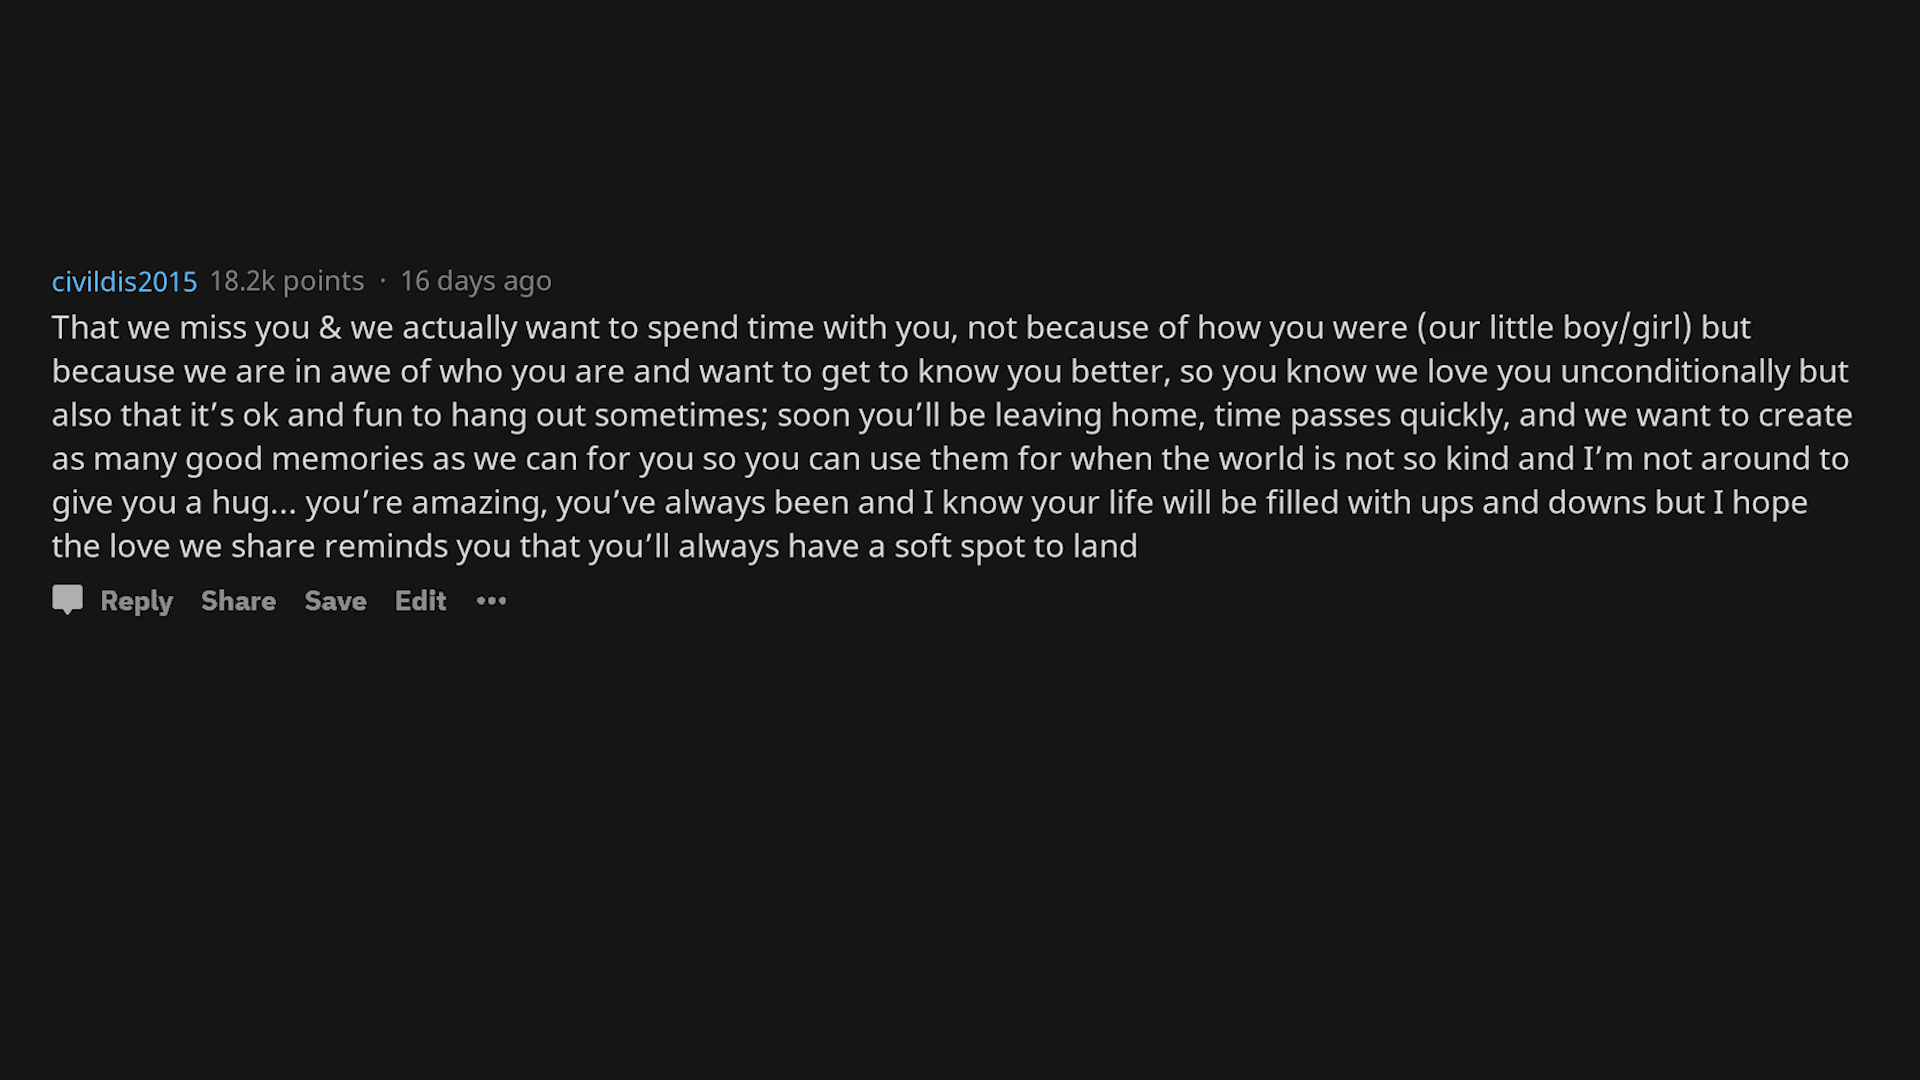 civildis2015 18.2k points · 16 days ago
That we miss you & we actually want to spend time with you, not because of how you were (our little boy/girl) but
because we are in awe of who you are and want to get to know you better, so you know we love you unconditionally but
also that it’s ok and fun to hang out sometimes; soon you’ll be leaving home, time passes quickly, and we want to create
as many good memories as we can for you so you can use them for when the world is not so kind and I’m not around to
give you a hug... you’re amazing, you’ve always been and I know your life will be filled with ups and downs but I hope
the love we share reminds you that you’ll always have a soft spot to land
Reply Share Save Edit •••